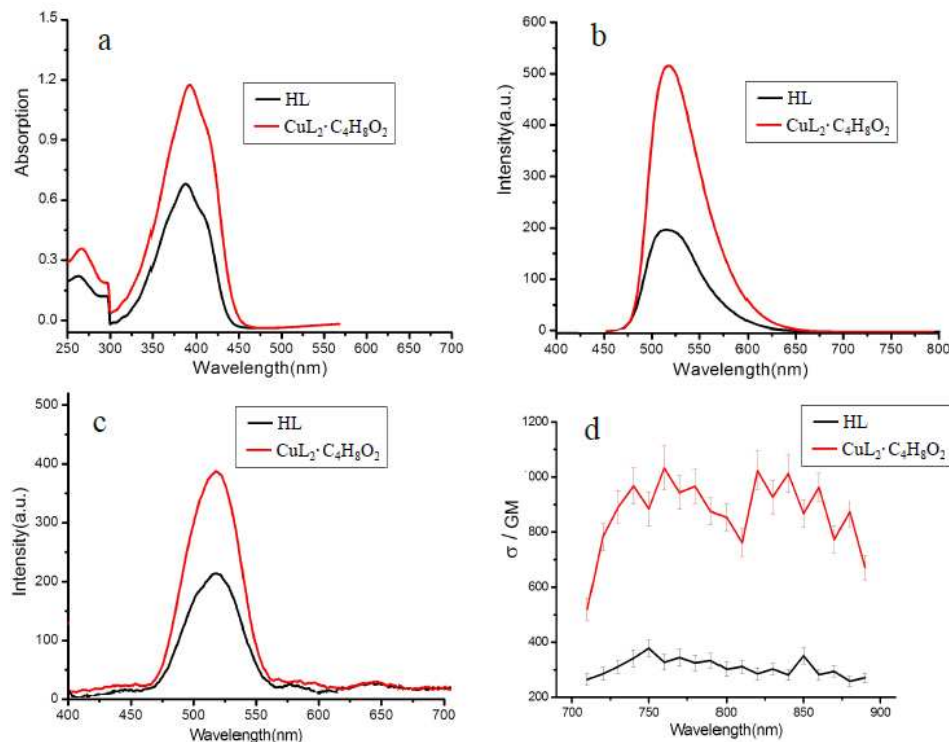 a
HL
CuL₂· C₄H₈O₂
Absorption
1.5
1.2
0.9
0.6
0.3
0.0
250 300 350 400 450 500 550 600 650 700
Wavelength(nm)
b
HL
CuL₂· C₄H₈O₂
Intensity(a.u.)
600
500
400
300
200
100
0
400 450 500 550 600 650 700 750 800
Wavelength(nm)
c
HL
CuL₂· C₄H₈O₂
Intensity(a.u.)
500
400
300
200
100
0
400 450 500 550 600 650 700
Wavelength(nm)
d
HL
CuL₂· C₄H₈O₂
σ / GM
1200
1000
800
600
400
200
700 750 800 850 900
Wavelength(nm)